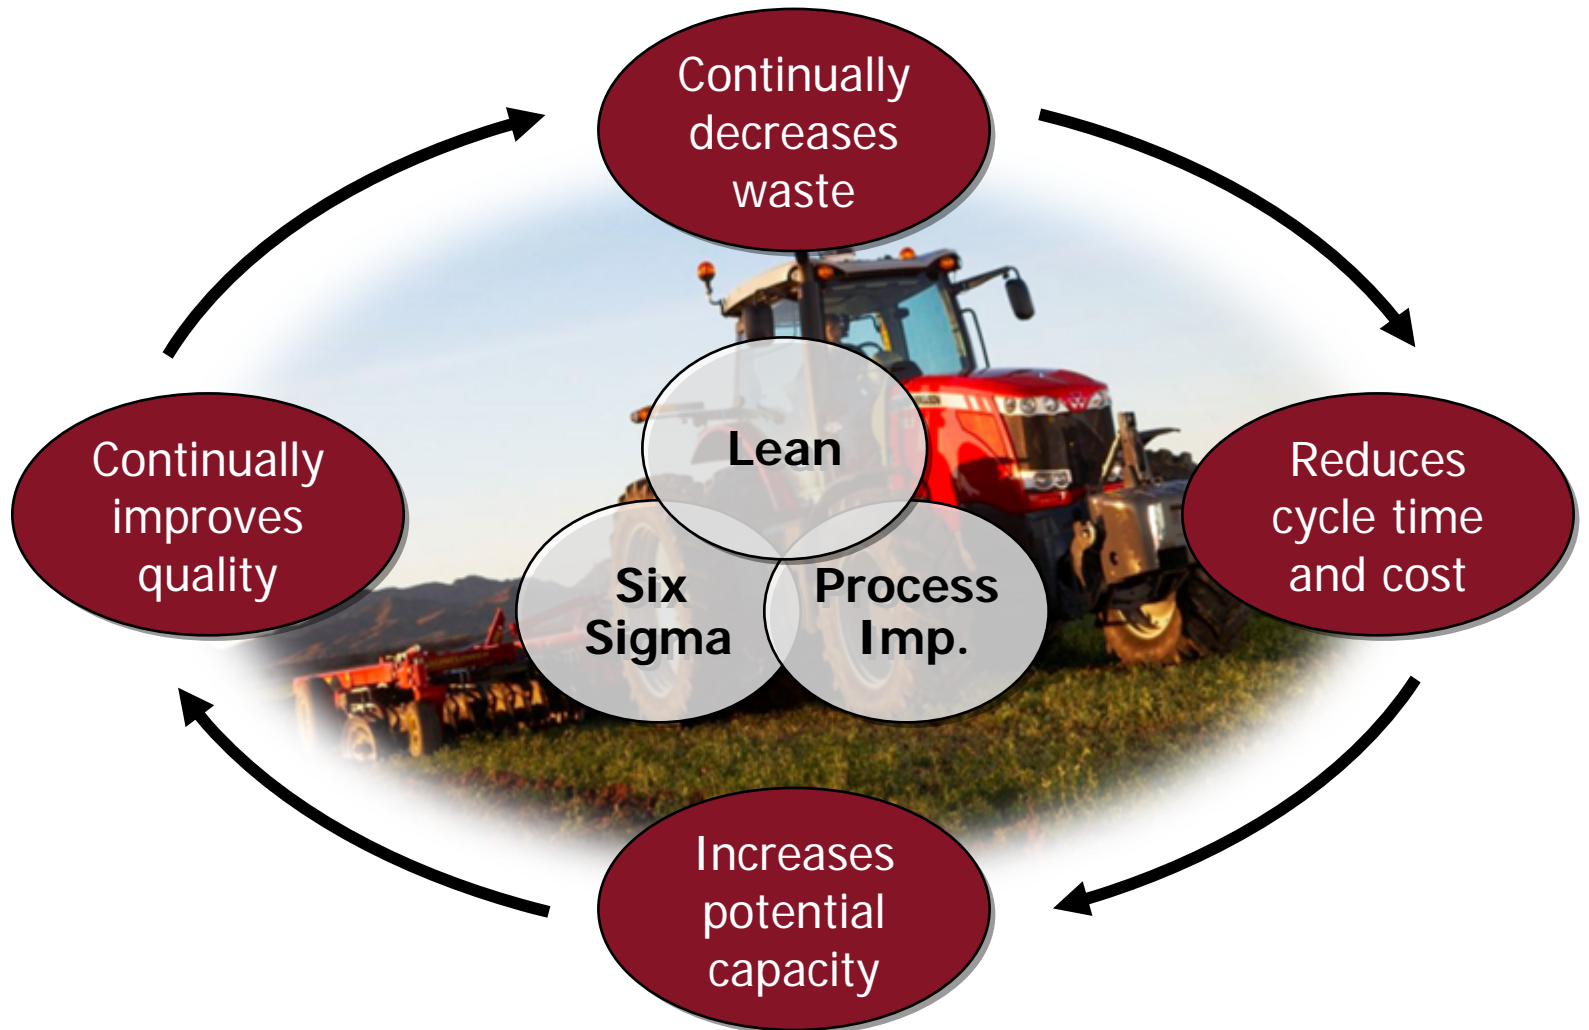 Continually
decreases
waste
Reduces
cycle time
and cost
Increases
potential
capacity
Continually
improves
quality
Lean
Six
Sigma
Process
Imp.